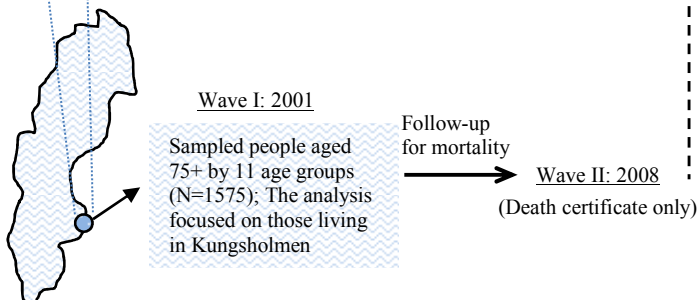 Wave I: 2001
Sampled people aged
75+ by 11 age groups
(N=1575); The analysis
focused on those living
in Kungsholmen
Follow-up
for mortality
Wave II: 2008
(Death certificate only)